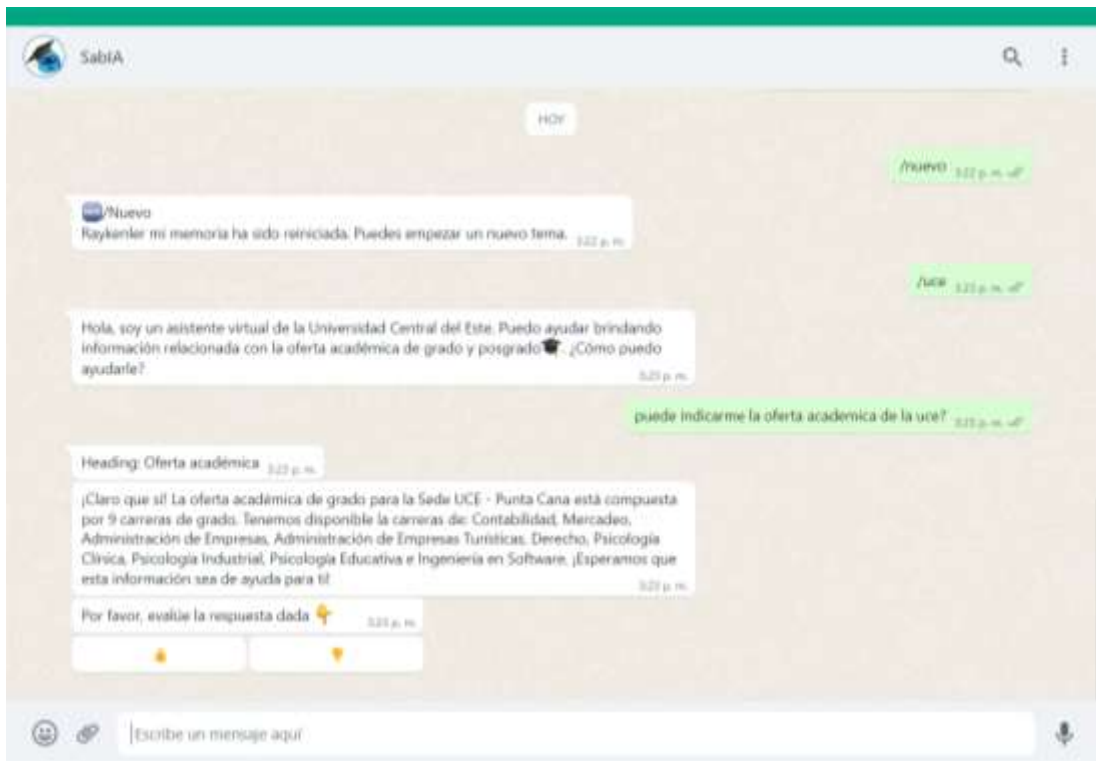 SabIA
HOY
/nuevo 3:22 p. m.
/Nuevo
Raykenler mi memoria ha sido reiniciada. Puedes empezar un nuevo tema. 3:22 p. m.
/uce 3:23 p. m.
Hola, soy un asistente virtual de la Universidad Central del Este. Puedo ayudar brindando
información relacionada con la oferta académica de grado y posgrado🎓. ¿Cómo puedo
ayudarle? 3:23 p. m.
puede indicarme la oferta academica de la uce? 3:23 p. m.
Heading: Oferta académica 3:23 p. m.
¡Claro que sí! La oferta académica de grado para la Sede UCE - Punta Cana está compuesta
por 9 carreras de grado. Tenemos disponible la carreras de: Contabilidad, Mercadeo,
Administración de Empresas, Administración de Empresas Turísticas, Derecho, Psicología
Clínica, Psicología Industrial, Psicología Educativa e Ingeniería en Software. ¡Esperamos que
esta información sea de ayuda para ti! 3:23 p. m.
Por favor, evalúe la respuesta dada 👇 3:23 p. m.
Escribe un mensaje aquí